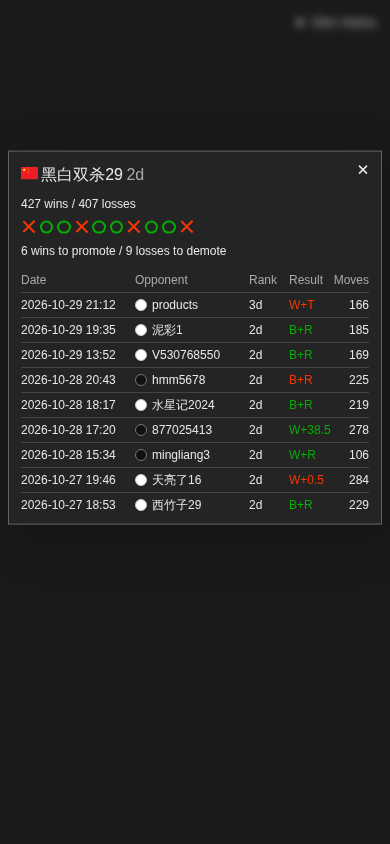 黑白双杀29 2d ×
427 wins / 407 losses
6 wins to promote / 9 losses to demote
Date Opponent Rank Result Moves
2026-10-29 21:12 products 3d W+T 166
2026-10-29 19:35 泥彩1 2d B+R 185
2026-10-29 13:52 V530768550 2d B+R 169
2026-10-28 20:43 hmm5678 2d B+R 225
2026-10-28 18:17 水星记2024 2d B+R 219
2026-10-28 17:20 877025413 2d W+38.5 278
2026-10-28 15:34 mingliang3 2d W+R 106
2026-10-27 19:46 天亮了16 2d W+0.5 284
2026-10-27 18:53 西竹子29 2d B+R 229